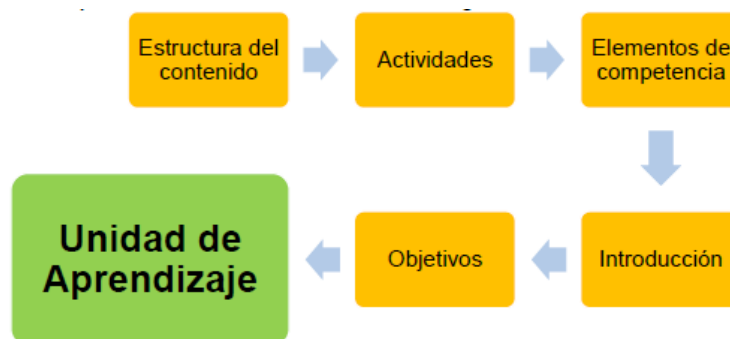 Estructura del
contenido
Actividades
Elementos de
competencia
Introducción
Objetivos
Unidad de
Aprendizaje